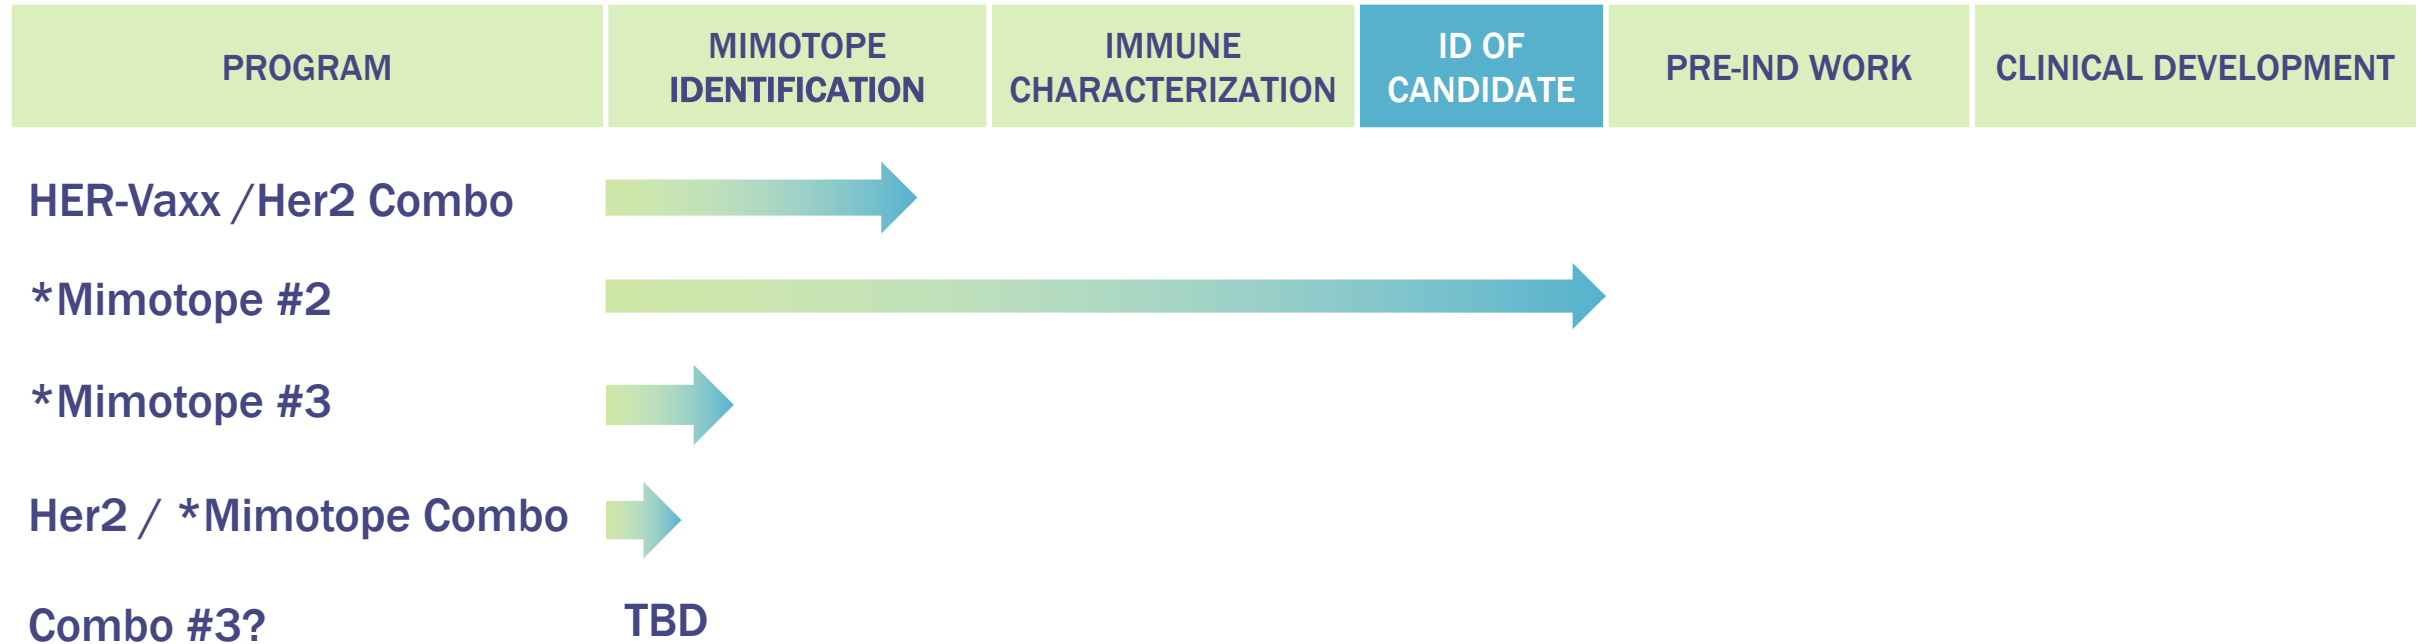 PROGRAM
MIMOTOPE
IDENTIFICATION
IMMUNE
CHARACTERIZATION
ID OF
CANDIDATE
PRE-IND WORK
CLINICAL DEVELOPMENT
HER-Vaxx /Her2 Combo
*Mimotope #2
*Mimotope #3
Her2 / *Mimotope Combo
Combo #3?
TBD